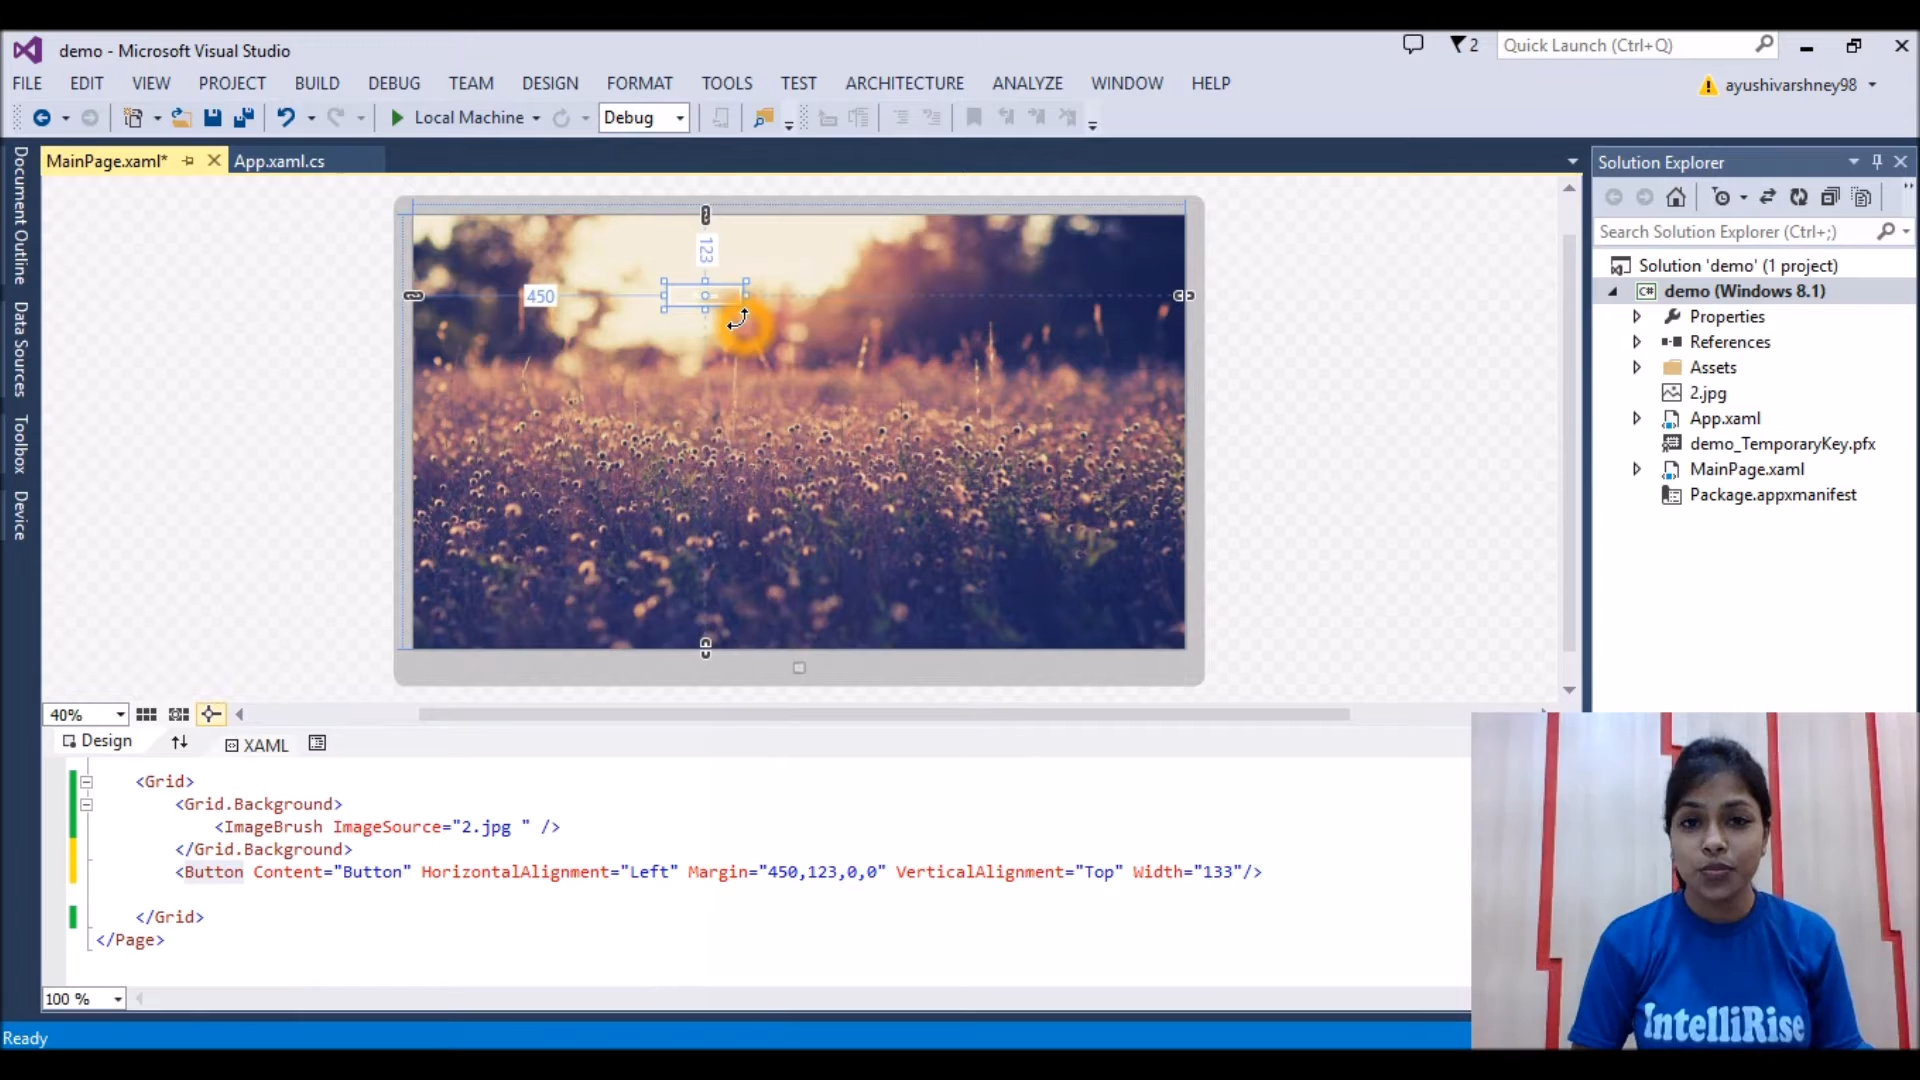 demo - Microsoft Visual Studio
2
Quick Launch (Ctrl+Q)
FILE EDIT VIEW PROJECT BUILD DEBUG TEAM DESIGN FORMAT TOOLS TEST ARCHITECTURE ANALYZE WINDOW HELP
ayushivarshney98
Local Machine
Debug
MainPage.xaml*
App.xaml.cs
Document Outline
Data Sources
Toolbox
Device
123
450
Solution Explorer
Search Solution Explorer (Ctrl+;)
Solution 'demo' (1 project)
C# demo (Windows 8.1)
Properties
References
Assets
2.jpg
App.xaml
demo_TemporaryKey.pfx
MainPage.xaml
Package.appxmanifest
40%
Design
XAML
<Grid>
<Grid.Background>
<ImageBrush ImageSource="2.jpg " />
</Grid.Background>
<Button Content="Button" HorizontalAlignment="Left" Margin="450,123,0,0" VerticalAlignment="Top" Width="133"/>
</Grid>
</Page>
100 %
Ready
IntelliRise